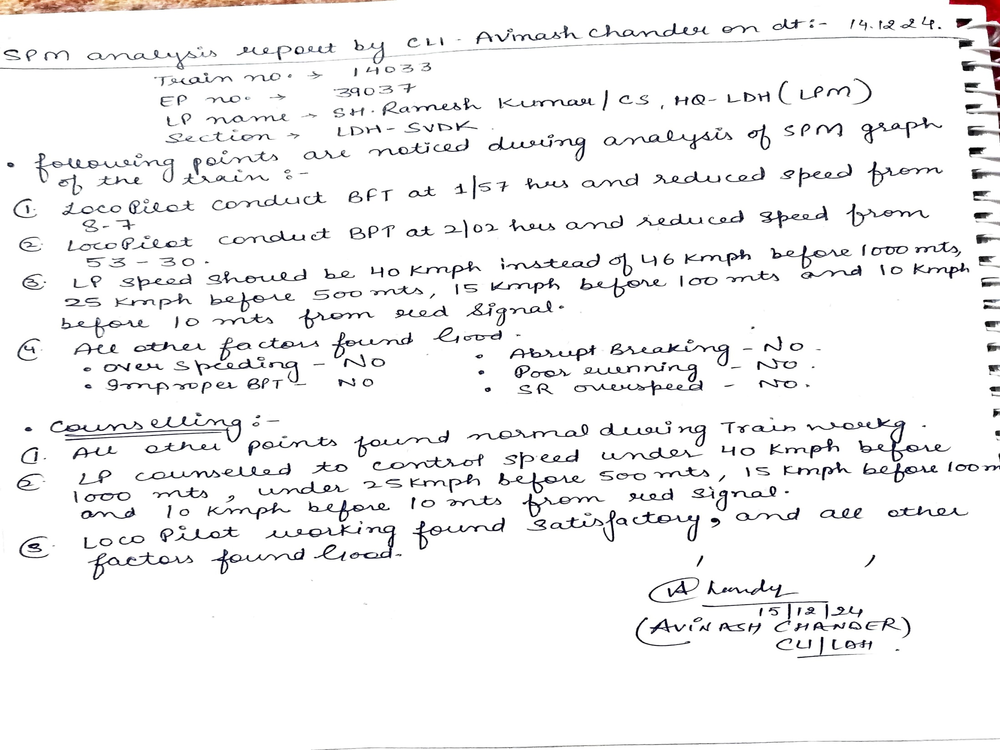 SPM analysis report by CLI - Avinash Chander on dt:- 14.12.24.
Train no. → 14033
EP no. → 39037
LP name → SH. Ramesh Kumar / CS, HQ-LDH (LPM)
Section → LDH - SVDK.
• following points are noticed during analysis of SPM graph
of the train :-
1. Loco Pilot conduct BFT at 1/57 hrs and reduced speed from
8-7
2. Loco Pilot conduct BPT at 2/02 hrs and reduced speed from
53 - 30.
3. LP speed should be 40 Kmph instead of 46 Kmph before 1000 mts,
25 Kmph before 500 mts, 15 Kmph before 100 mts and 10 Kmph
before 10 mts from red signal.
4. All other factors found Good.
• over speeding - NO • Abrupt Breaking - NO.
• Improper BPT - NO • Poor running - NO.
• SR overspeed - NO.
• Counselling :-
1. All other points found normal during Train workg.
2. LP counselled to control speed under 40 Kmph before
1000 mts, under 25 Kmph before 500 mts, 15 Kmph before 100m
and 10 Kmph before 10 mts from red signal.
3. Loco Pilot working found Satisfactory, and all other
factors found Good.
15/12/24
(AVINASH CHANDER)
CLI/LDH.